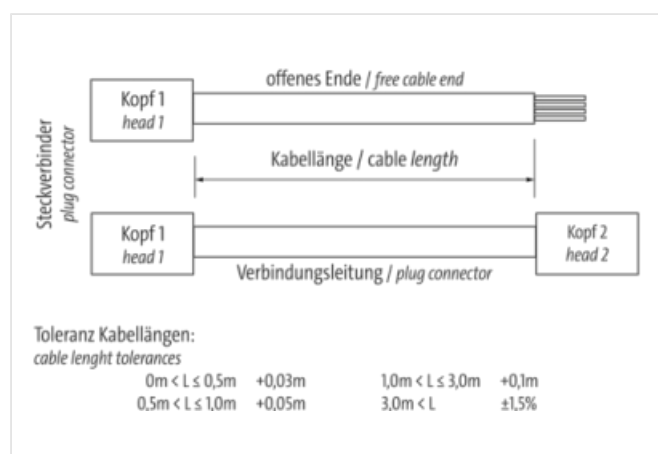 offenes Ende / free cable end
Kopf 1
head 1
Steckverbinder
plug connector
Kabellänge / cable length
Kopf 1
head 1
Kopf 2
head 2
Verbindungsleitung / plug connector
Toleranz Kabellängen:
cable lenght tolerances
0m < L ≤ 0,5m +0,03m 1,0m < L ≤ 3,0m +0,1m
0,5m < L ≤ 1,0m +0,05m 3,0m < L ±1,5%